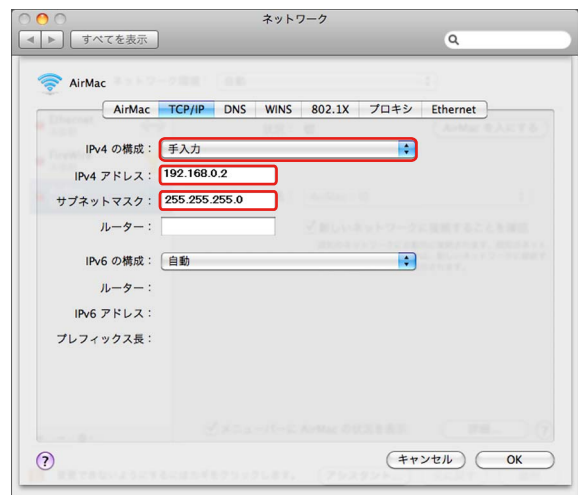 ネットワーク
すべてを表示
AirMac
AirMac TCP/IP DNS WINS 802.1X プロキシ Ethernet
IPv4 の構成： 手入力
IPv4 アドレス： 192.168.0.2
サブネットマスク： 255.255.255.0
ルーター：
IPv6 の構成： 自動
ルーター：
IPv6 アドレス：
プレフィックス長：
? キャンセル OK